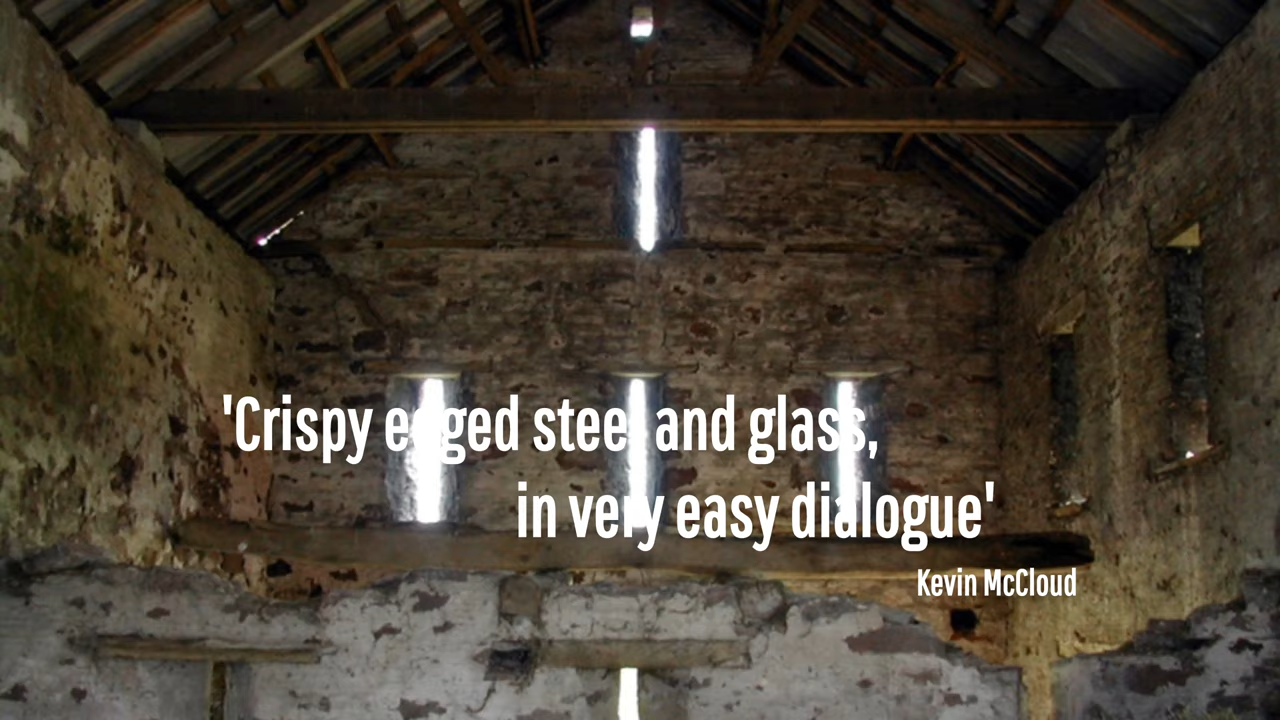 'Crispy edged steel and glass,
in very easy dialogue'
Kevin McCloud